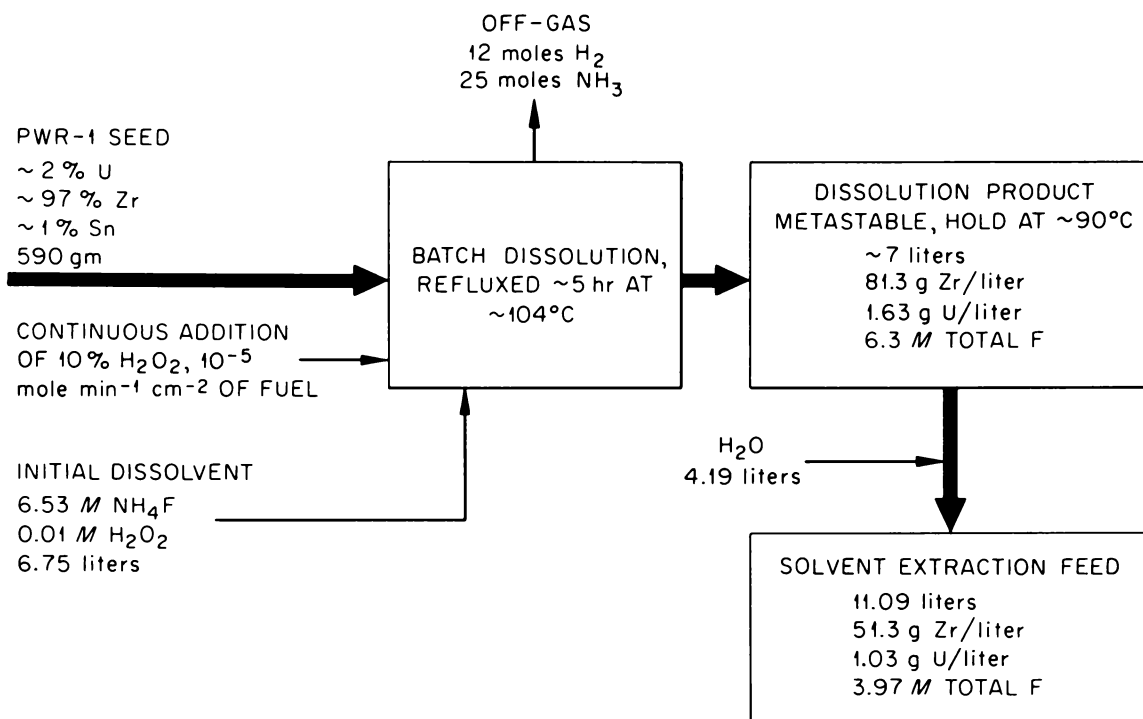 OFF-GAS
12 moles H₂
25 moles NH₃
PWR-1 SEED
~ 2 % U
~ 97 % Zr
~ 1 % Sn
590 gm
CONTINUOUS ADDITION
OF 10% H₂O₂, 10⁻⁵
mole min⁻¹ cm⁻² OF FUEL
INITIAL DISSOLVENT
6.53 M NH₄F
0.01 M H₂O₂
6.75 liters
BATCH DISSOLUTION,
REFLUXED ~5 hr AT
~104°C
DISSOLUTION PRODUCT
METASTABLE, HOLD AT ~90°C
~7 liters
81.3 g Zr/liter
1.63 g U/liter
6.3 M TOTAL F
H₂O
4.19 liters
SOLVENT EXTRACTION FEED
11.09 liters
51.3 g Zr/liter
1.03 g U/liter
3.97 M TOTAL F